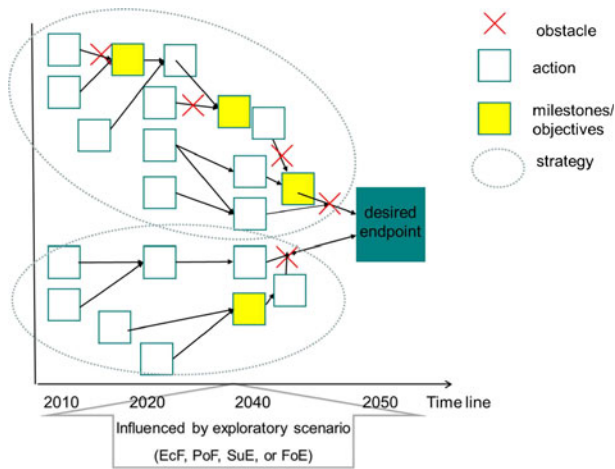 obstacle
action
milestones/
objectives
strategy
desired
endpoint
2010 2020 2040 2050 Time line
Influenced by exploratory scenario
(EcF, PoF, SuE, or FoE)